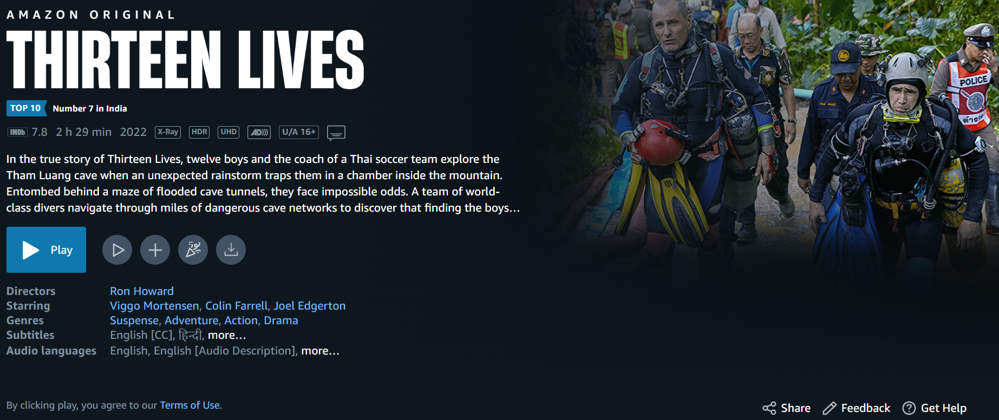 AMAZON ORIGINAL
THIRTEEN LIVES
TOP 10 Number 7 in India
IMDb 7.8 2 h 29 min 2022 X-Ray HDR UHD AD))) U/A 16+
In the true story of Thirteen Lives, twelve boys and the coach of a Thai soccer team explore the
Tham Luang cave when an unexpected rainstorm traps them in a chamber inside the mountain.
Entombed behind a maze of flooded cave tunnels, they face impossible odds. A team of world-
class divers navigate through miles of dangerous cave networks to discover that finding the boys…
Play
Directors Ron Howard
Starring Viggo Mortensen, Colin Farrell, Joel Edgerton
Genres Suspense, Adventure, Action, Drama
Subtitles English [CC], हिन्दी, more…
Audio languages English, English [Audio Description], more…
By clicking play, you agree to our Terms of Use.
Share Feedback Get Help
POLICE
ตำรวจ